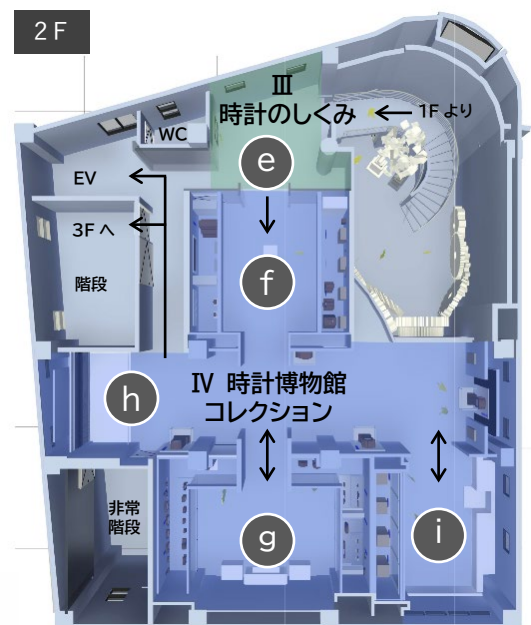 2F
Ⅲ
時計のしくみ
1Fより
WC
e
EV
3Fへ
階段
f
h
Ⅳ 時計博物館
コレクション
非常
階段
g
i